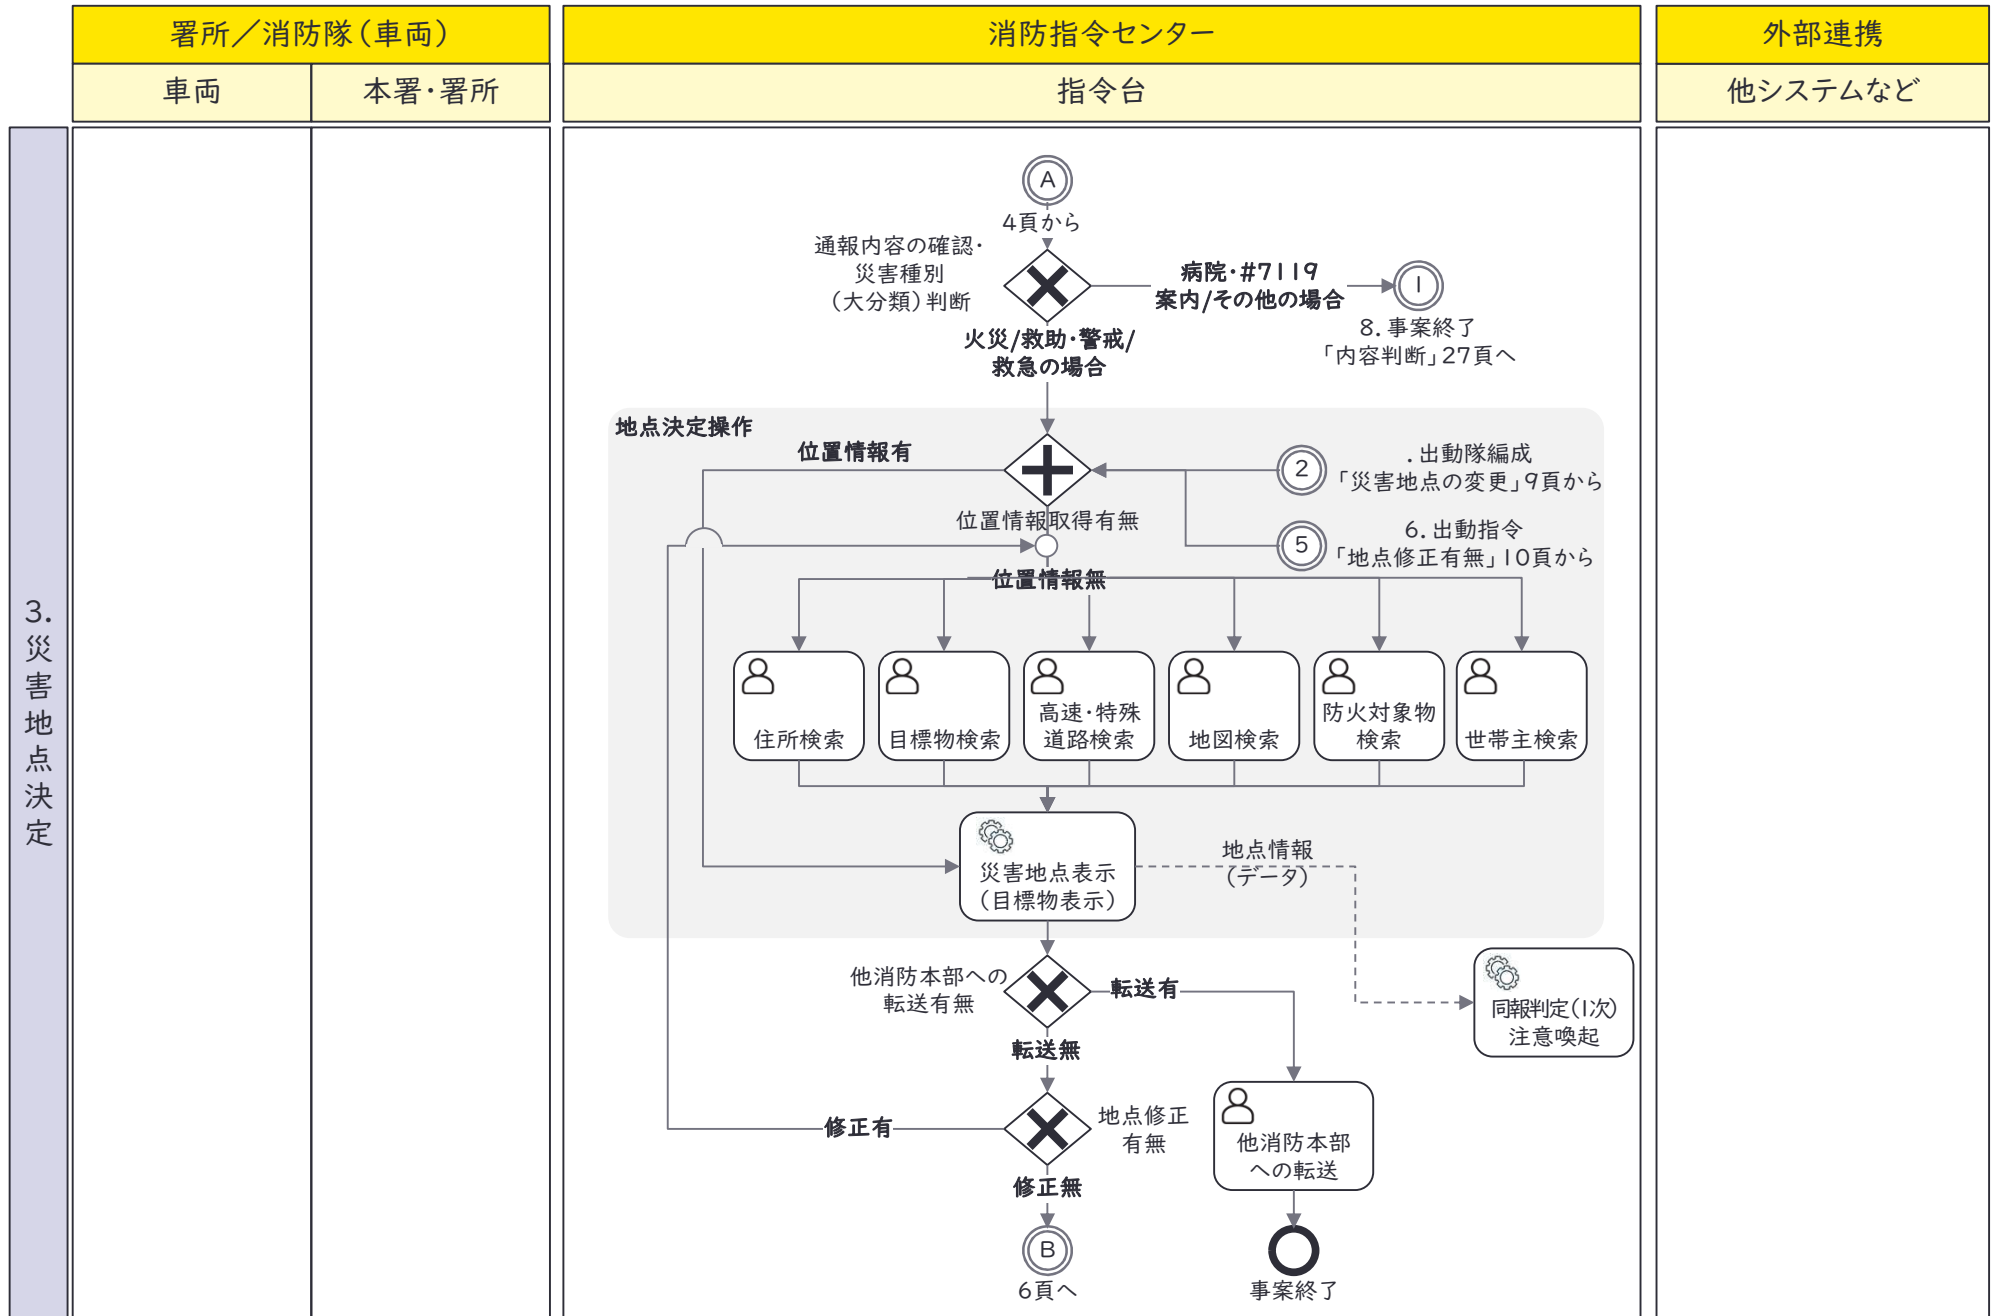 署所／消防隊（車両）
消防指令センター
外部連携
車両
本署・署所
指令台
他システムなど
3.
災
害
地
点
決
定
A
4頁から
通報内容の確認・
災害種別
（大分類）判断
病院・#7119
案内/その他の場合
1
8．事案終了
「内容判断」27頁へ
火災/救助・警戒/
救急の場合
地点決定操作
位置情報有
2
．出動隊編成
「災害地点の変更」9頁から
位置情報取得有無
5
6．出動指令
「地点修正有無」10頁から
位置情報無
住所検索
目標物検索
高速・特殊
道路検索
地図検索
防火対象物
検索
世帯主検索
災害地点表示
（目標物表示）
地点情報
（データ）
他消防本部への
転送有無
転送有
同報判定（1次）
注意喚起
転送無
修正有
地点修正
有無
他消防本部
への転送
修正無
B
6頁へ
事案終了